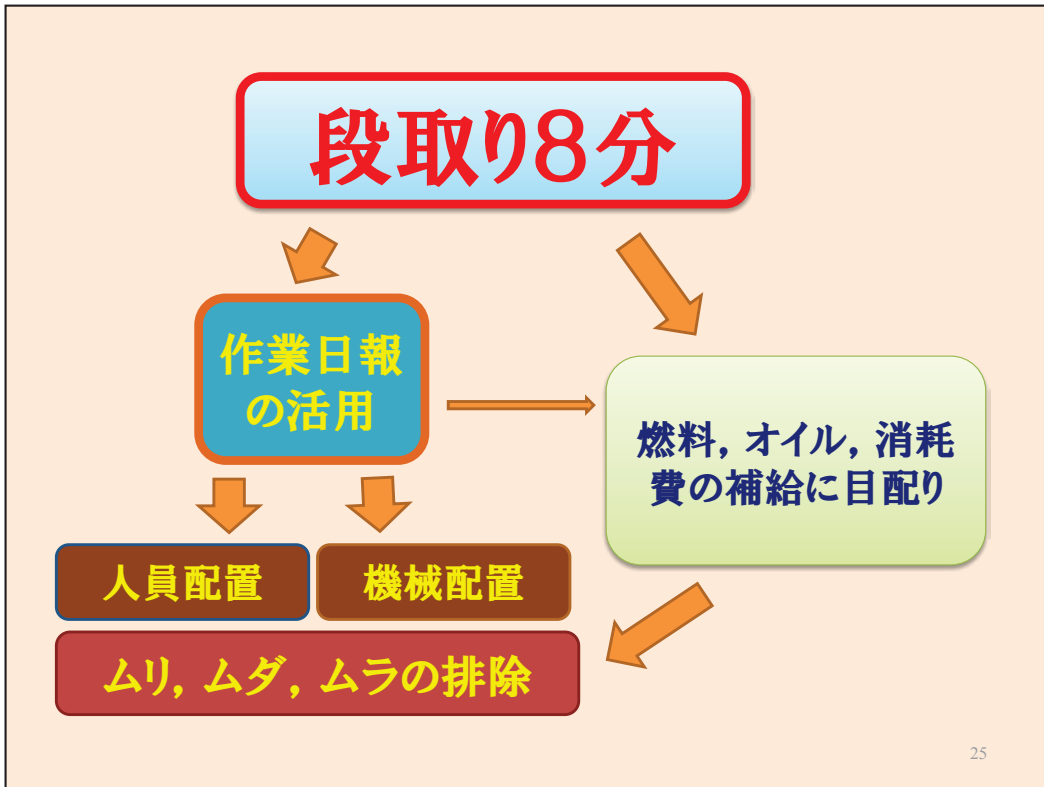 段取り８分
作業日報
の活用
燃料，オイル，消耗
費の補給に目配り
人員配置
機械配置
ムリ，ムダ，ムラの排除
25